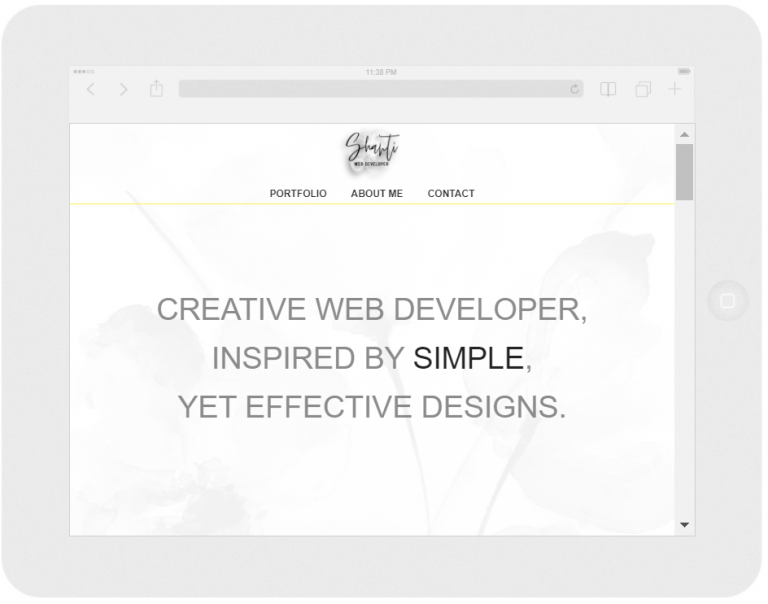 11:38 PM
Shanti
WEB DEVELOPER
PORTFOLIO ABOUT ME CONTACT
CREATIVE WEB DEVELOPER,
INSPIRED BY SIMPLE,
YET EFFECTIVE DESIGNS.